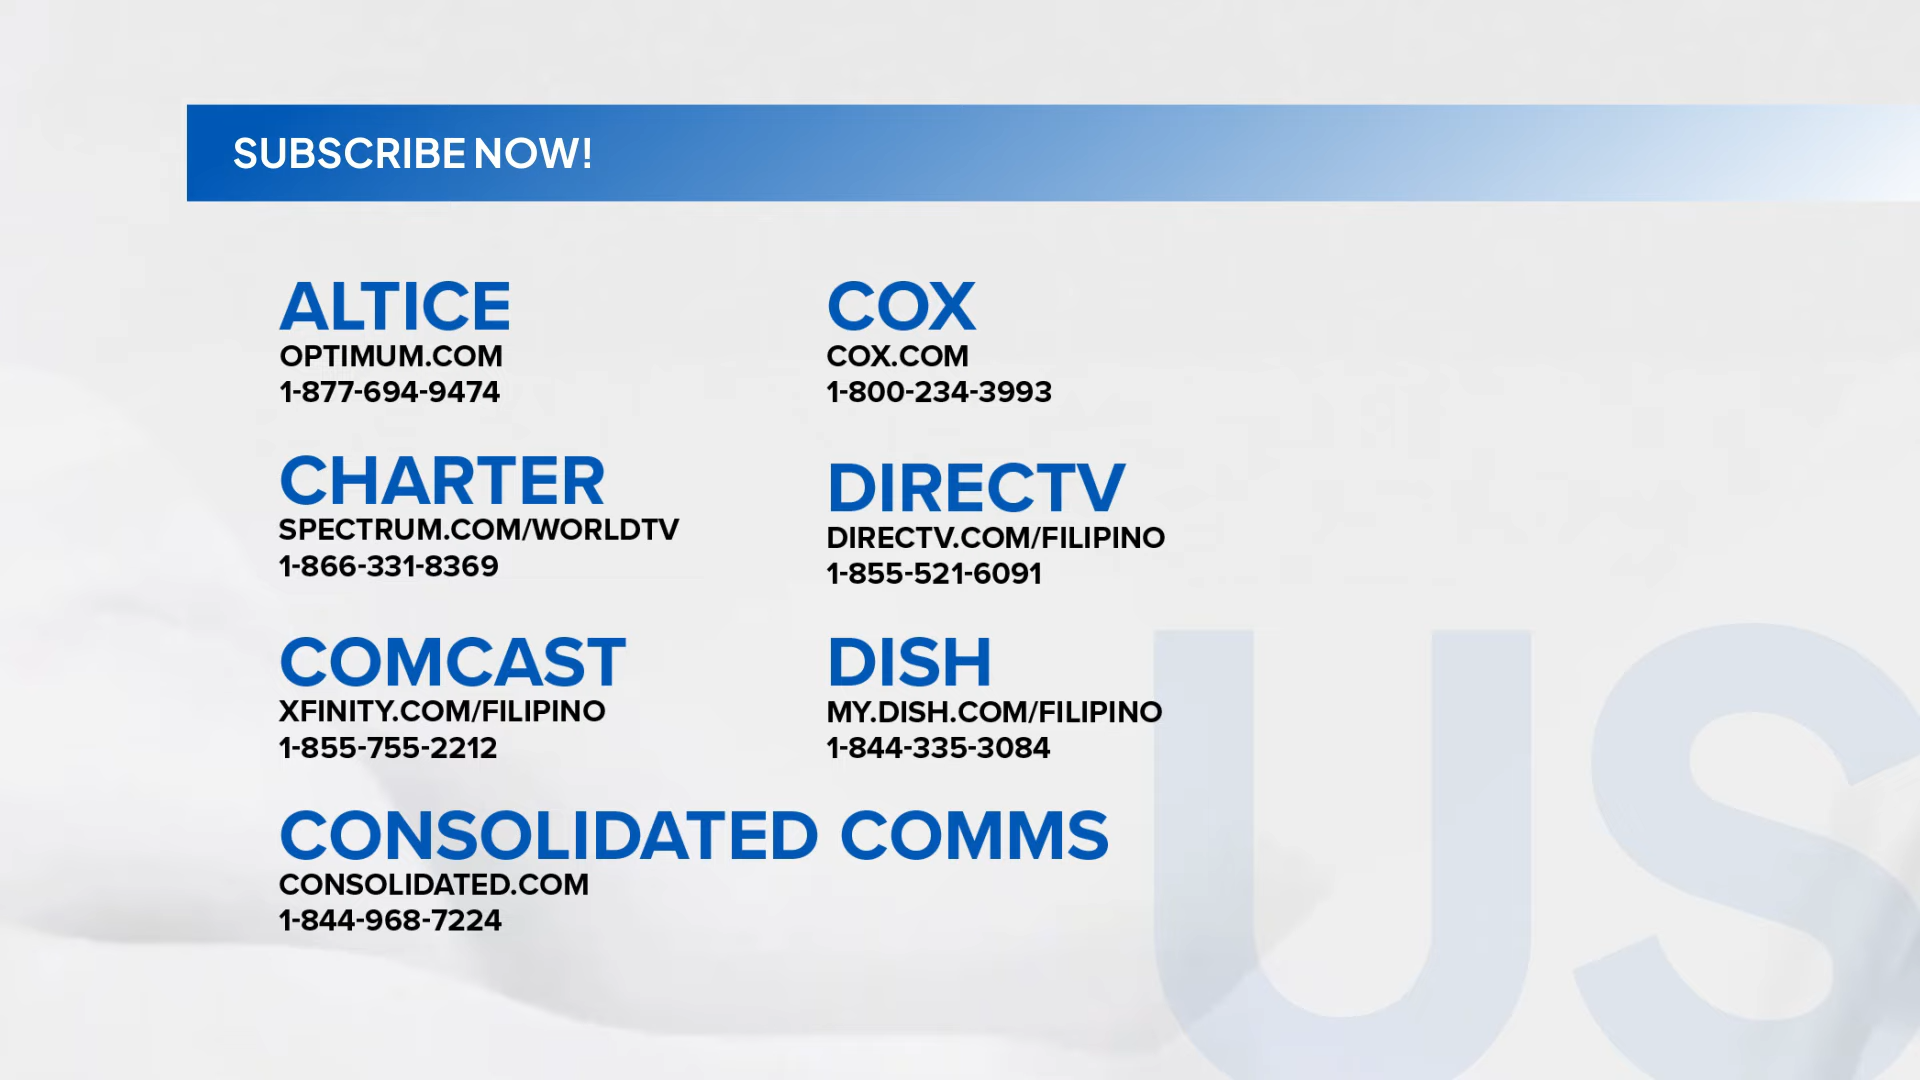 SUBSCRIBE NOW!
ALTICE
OPTIMUM.COM
1-877-694-9474
CHARTER
SPECTRUM.COM/WORLDTV
1-866-331-8369
COMCAST
XFINITY.COM/FILIPINO
1-855-755-2212
CONSOLIDATED COMMS
CONSOLIDATED.COM
1-844-968-7224
COX
COX.COM
1-800-234-3993
DIRECTV
DIRECTV.COM/FILIPINO
1-855-521-6091
DISH
MY.DISH.COM/FILIPINO
1-844-335-3084
US